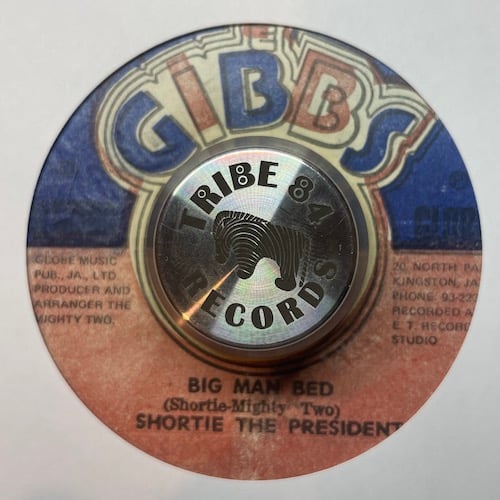 GIBBS
TRIBE 84
RECORDS
GLOBE MUSIC
PUB., JA., LTD.
PRODUCER AND
ARRANGER THE
MIGHTY TWO.
20, NORTH PA
KINGSTON, JA
PHONE: 93-22
RECORDED A
E. T. RECORD
STUDIO
BIG MAN BED
(Shortie-Mighty Two)
SHORTIE THE PRESIDENT